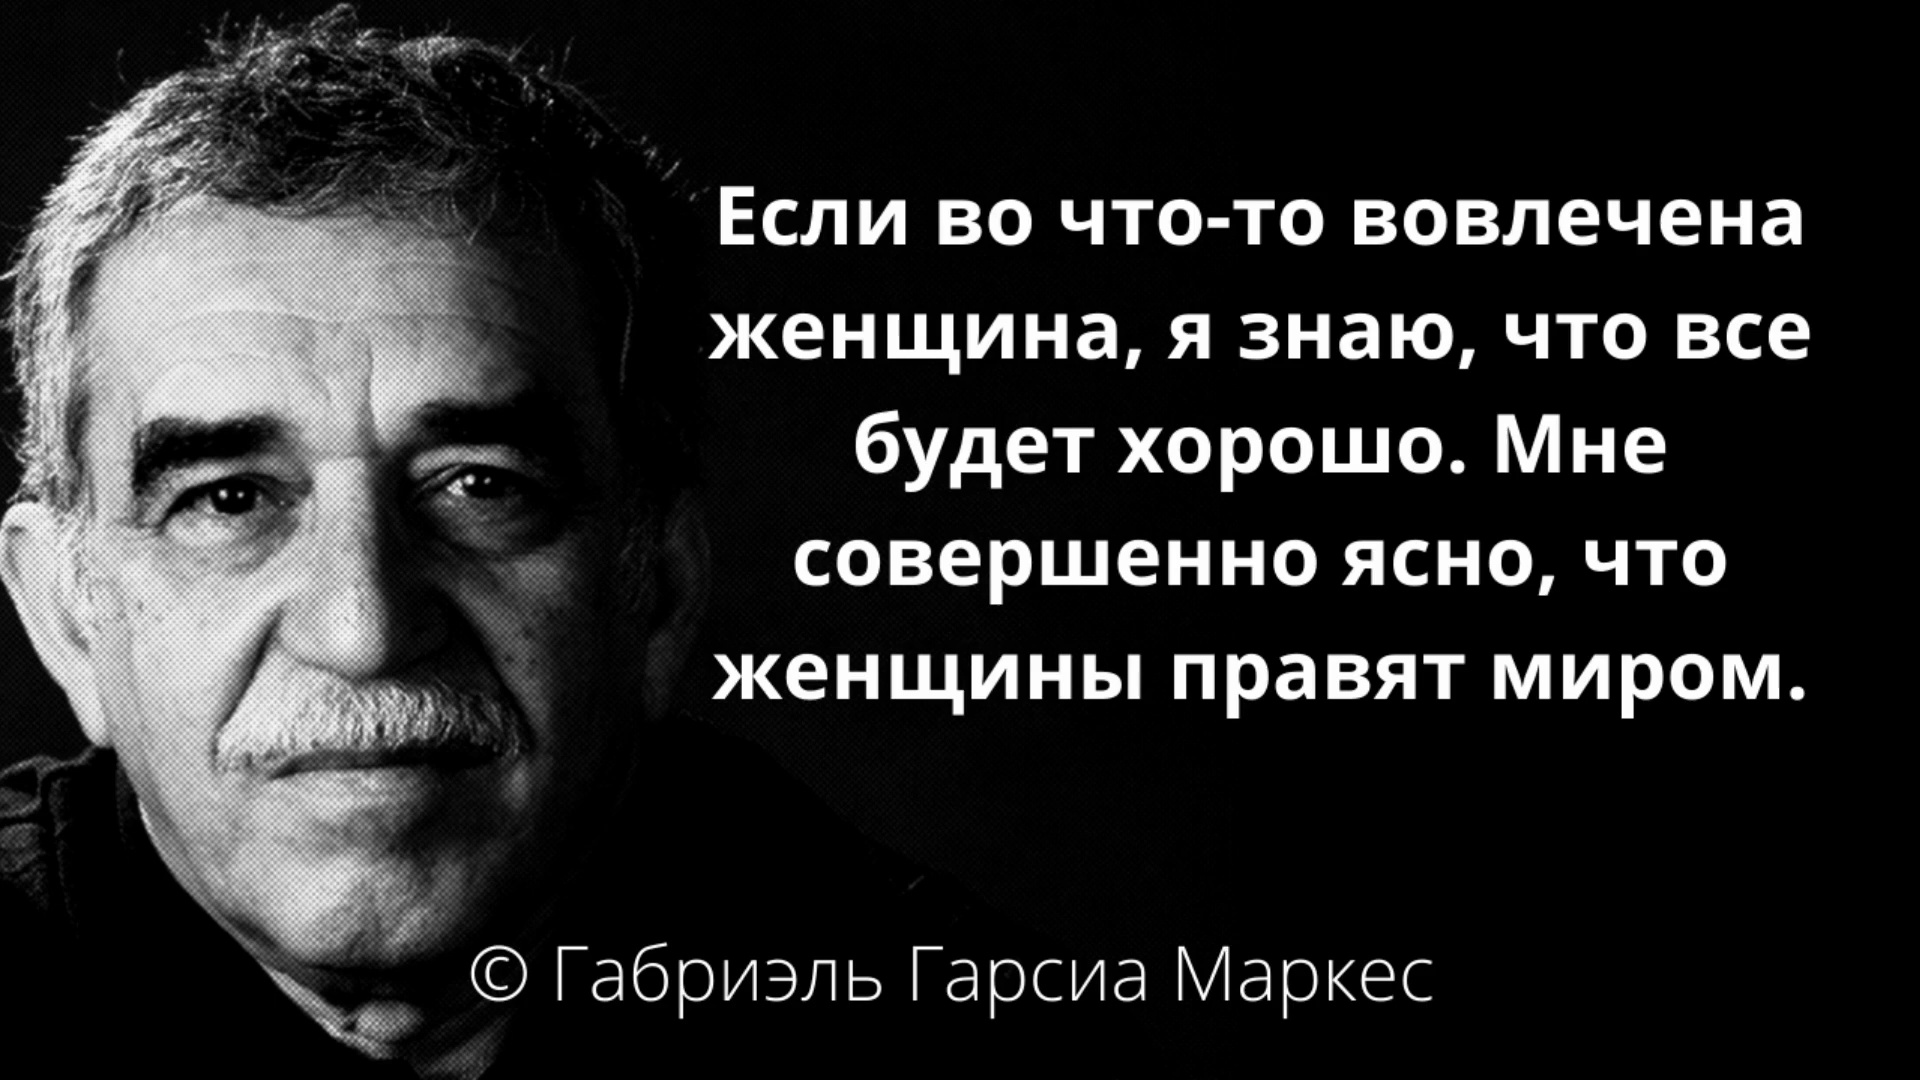 Если во что-то вовлечена
женщина, я знаю, что все
будет хорошо. Мне
совершенно ясно, что
женщины правят миром.
© Габриэль Гарсиа Маркес